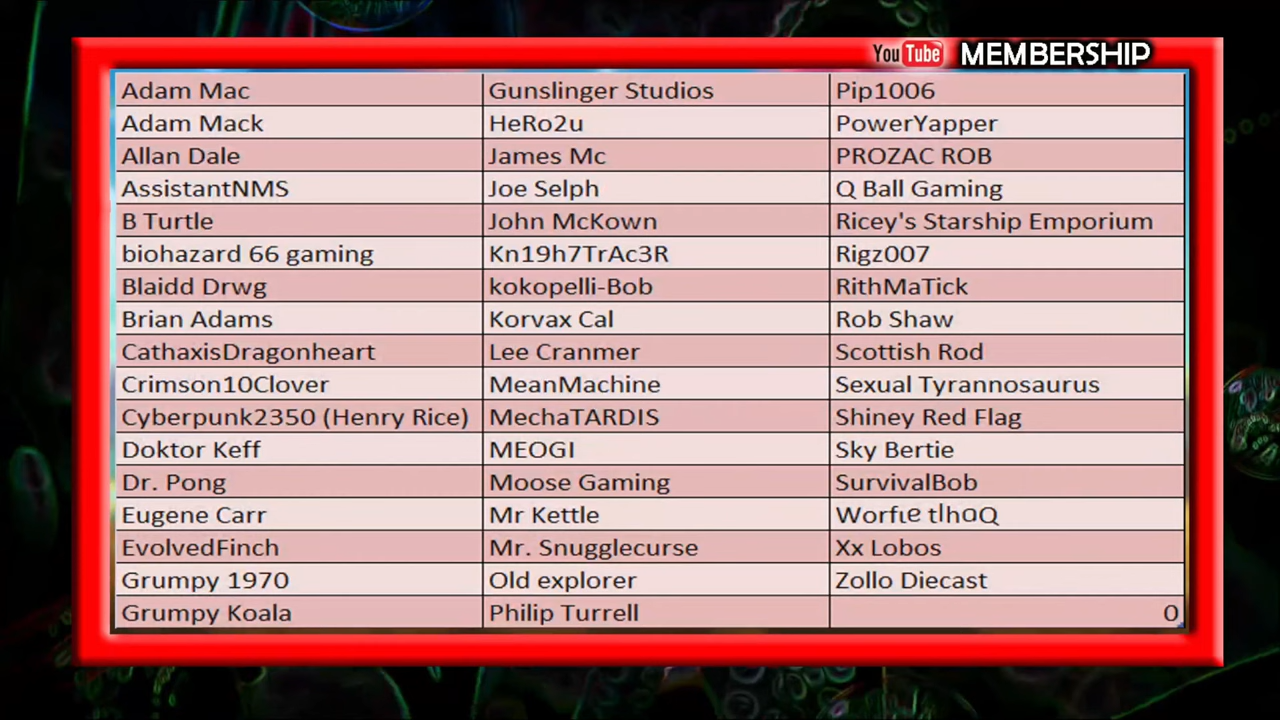 YouTube MEMBERSHIP
Adam Mac Gunslinger Studios Pip1006
Adam Mack HeRo2u PowerYapper
Allan Dale James Mc PROZAC ROB
AssistantNMS Joe Selph Q Ball Gaming
B Turtle John McKown Ricey's Starship Emporium
biohazard 66 gaming Kn19h7TrAc3R Rigz007
Blaidd Drwg kokopelli-Bob RithMaTick
Brian Adams Korvax Cal Rob Shaw
CathaxisDragonheart Lee Cranmer Scottish Rod
Crimson10Clover MeanMachine Sexual Tyrannosaurus
Cyberpunk2350 (Henry Rice) MechaTARDIS Shiney Red Flag
Doktor Keff MEOGI Sky Bertie
Dr. Pong Moose Gaming SurvivalBob
Eugene Carr Mr Kettle Worfɩҽ tlhɑQ
EvolvedFinch Mr. Snugglecurse Xx Lobos
Grumpy 1970 Old explorer Zollo Diecast
Grumpy Koala Philip Turrell 0